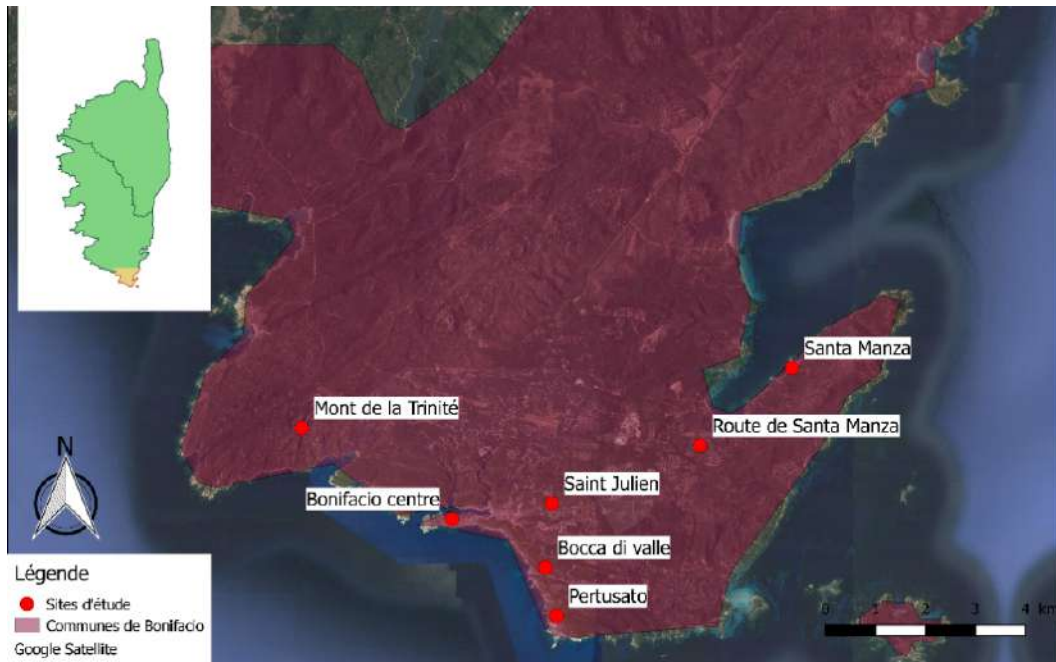 Santa Manza
Mont de la Trinité
Route de Santa Manza
Saint Julien
Bonifacio centre
Bocca di valle
Pertusato
N
Légende
Sites d'étude
Communes de Bonifacio
Google Satellite
0 1 2 3 4 km